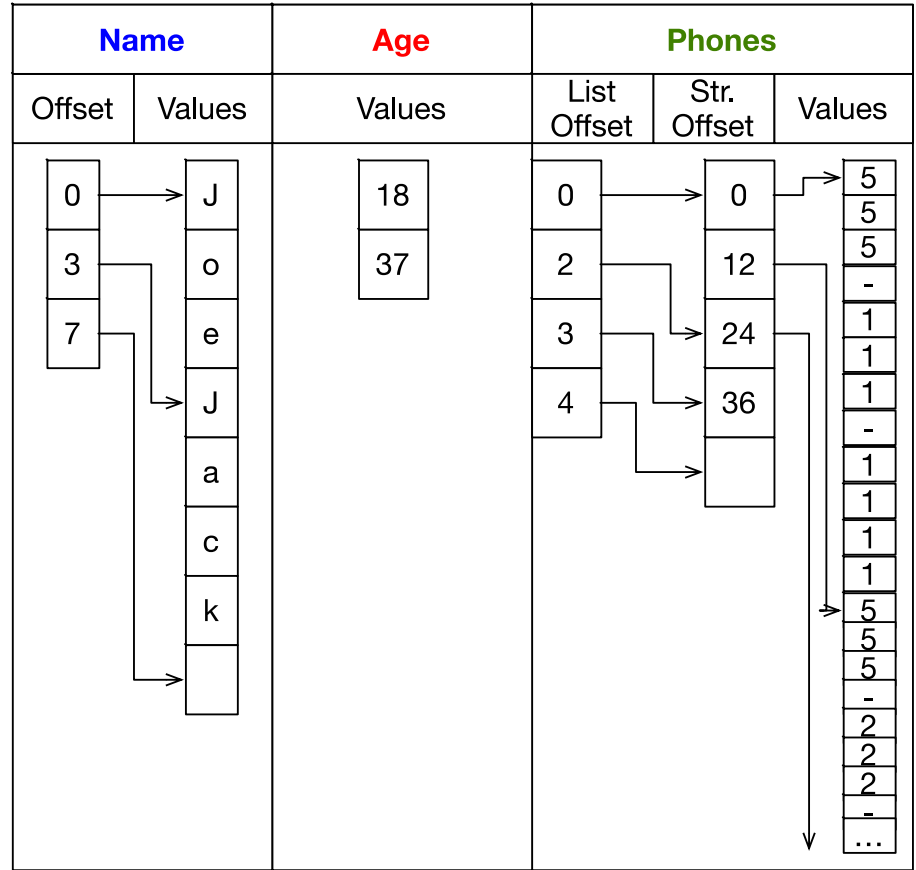 Name Age Phones
Offset Values Values List Offset Str. Offset Values
0 J 18 0 0 5
5
3 o 37 2 12 5
-
7 e 3 24 1
1
J 4 36 1
-
a 1
1
c 1
1
k 5
5
5
-
2
2
2
-
...